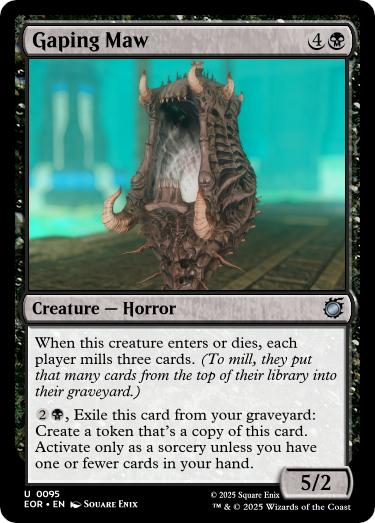 Gaping Maw 4
Creature — Horror
When this creature enters or dies, each
player mills three cards. (To mill, they put
that many cards from the top of their library into
their graveyard.)
2, Exile this card from your graveyard:
Create a token that's a copy of this card.
Activate only as a sorcery unless you have
one or fewer cards in your hand.
5/2
U 0095
EOR • EN SQUARE ENIX
© 2025 Square Enix
™ & © 2025 Wizards of the Coast